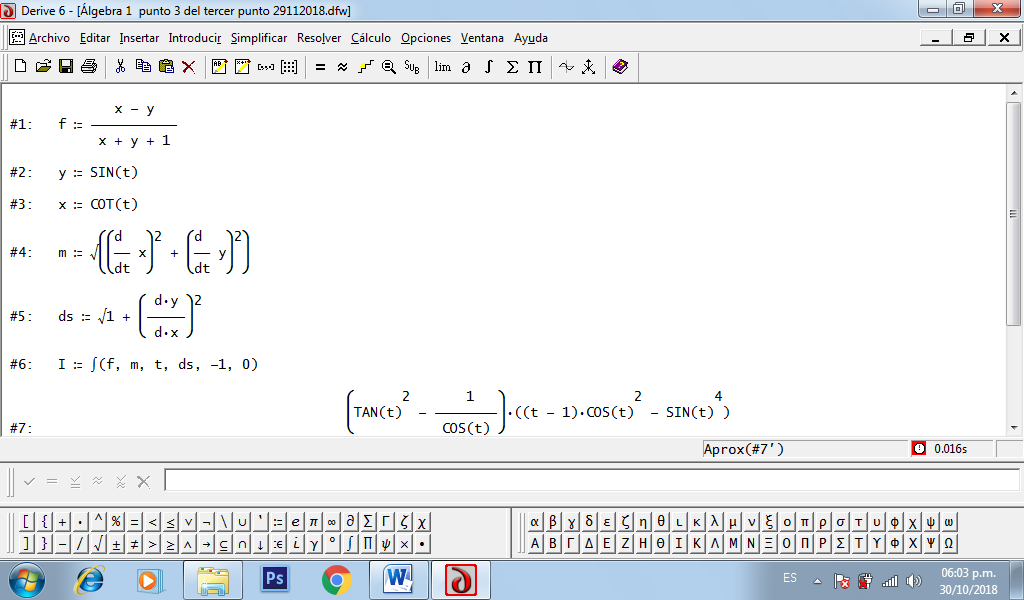 Derive 6 - [Álgebra 1 punto 3 del tercer punto 29112018.dfw]
Archivo Editar Insertar Introducir Simplificar Resolver Cálculo Opciones Ventana Ayuda
= ≈ SUB lim ∂ ∫ Σ Π
x - y
#1: f := ─────────
x + y + 1
#2: y := SIN(t)
#3: x := COT(t)
#4: m := √((d/dt x)^2 + (d/dt y)^2)
#5: ds := √1 + (d·y/d·x)^2
#6: I := ∫(f, m, t, ds, -1, 0)
#7: (TAN(t)^2 - 1/COS(t))·((t - 1)·COS(t)^2 - SIN(t)^4)
Aprox(#7') 0.016s
[ { + · ^ % = < ≤ ∨ ¬ \ ∪ ' := e π ∞ ∂ Σ Γ ζ χ
] } − / √ ± ≠ > ≥ ∧ → ⊆ ∩ ↓ :∈ i γ ° ∫ Π ψ × •
α β γ δ ε ζ η θ ι κ λ μ ν ξ ο π ρ σ τ υ φ χ ψ ω
Α Β Γ Δ Ε Ζ Η Θ Ι Κ Λ Μ Ν Ξ Ο Π Ρ Σ Τ Υ Φ Χ Ψ Ω
Ps W ES 06:03 p.m.
30/10/2018